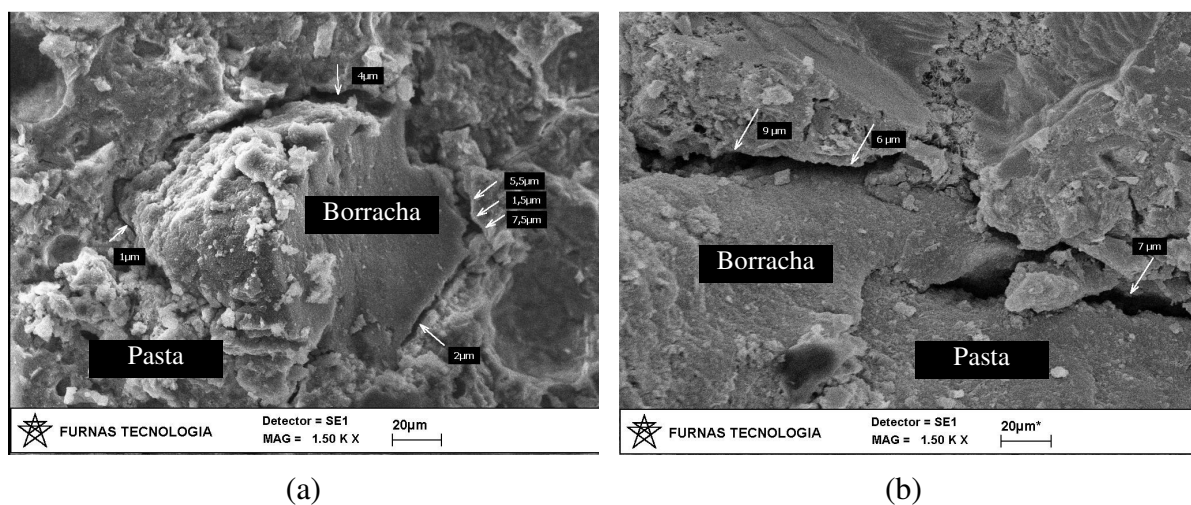 4µm
5,5µm
Borracha
1,5µm
7,5µm
1µm
Pasta
2µm
FURNAS TECNOLOGIA
Detector = SE1
MAG = 1.50 K X
20µm
(a)
9 µm
6 µm
Borracha
7 µm
Pasta
FURNAS TECNOLOGIA
Detector = SE1
MAG = 1.50 K X
20µm*
(b)